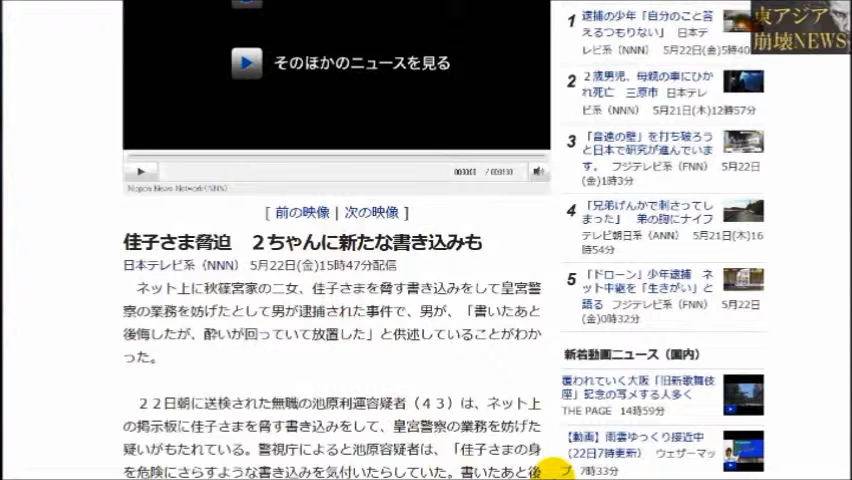 そのほかのニュースを見る
Nippon News Network(NNN)
[ 前の映像 | 次の映像 ]
佳子さま脅迫 2ちゃんに新たな書き込みも
日本テレビ系（NNN） 5月22日(金)15時47分配信
ネット上に秋篠宮家の二女、佳子さまを脅す書き込みをして皇宮警
察の業務を妨げたとして男が逮捕された事件で、男が、「書いたあと
後悔したが、酔いが回っていて放置した」と供述していることがわか
った。
２２日朝に送検された無職の池原利運容疑者（４３）は、ネット上
の掲示板に佳子さまを脅す書き込みをして、皇宮警察の業務を妨げた
疑いがもたれている。警視庁によると池原容疑者は、「佳子さまの身
を危険にさらすような書き込みを気付いたらしていた。書いたあと後
東アジア
崩壊NEWS
1 逮捕の少年「自分のこと答
えるつもりない」 日本テ
レビ系（NNN） 5月22日(金)5時40
2 ２歳男児、母親の車にひか
れ死亡 三原市 日本テレ
ビ系（NNN） 5月21日(木)12時57分
3 「音速の壁」を打ち破ろう
と日本で研究が進んでいま
す。 フジテレビ系（FNN） 5月22日
(金)1時3分
4 「兄弟げんかで刺さってし
まった」 弟の胸にナイフ
テレビ朝日系（ANN） 5月21日(木)16
時54分
5 「ドローン」少年逮捕 ネ
ット中継を「生きがい」と
語る フジテレビ系（FNN） 5月22日
(金)0時32分
新着動画ニュース（国内）
覆われていく大阪「旧新歌舞伎
座」記念の写メする人多く
THE PAGE 14時59分
【動画】雨雲ゆっくり接近中
（22日7時更新） ウェザーマッ
プ 7時33分